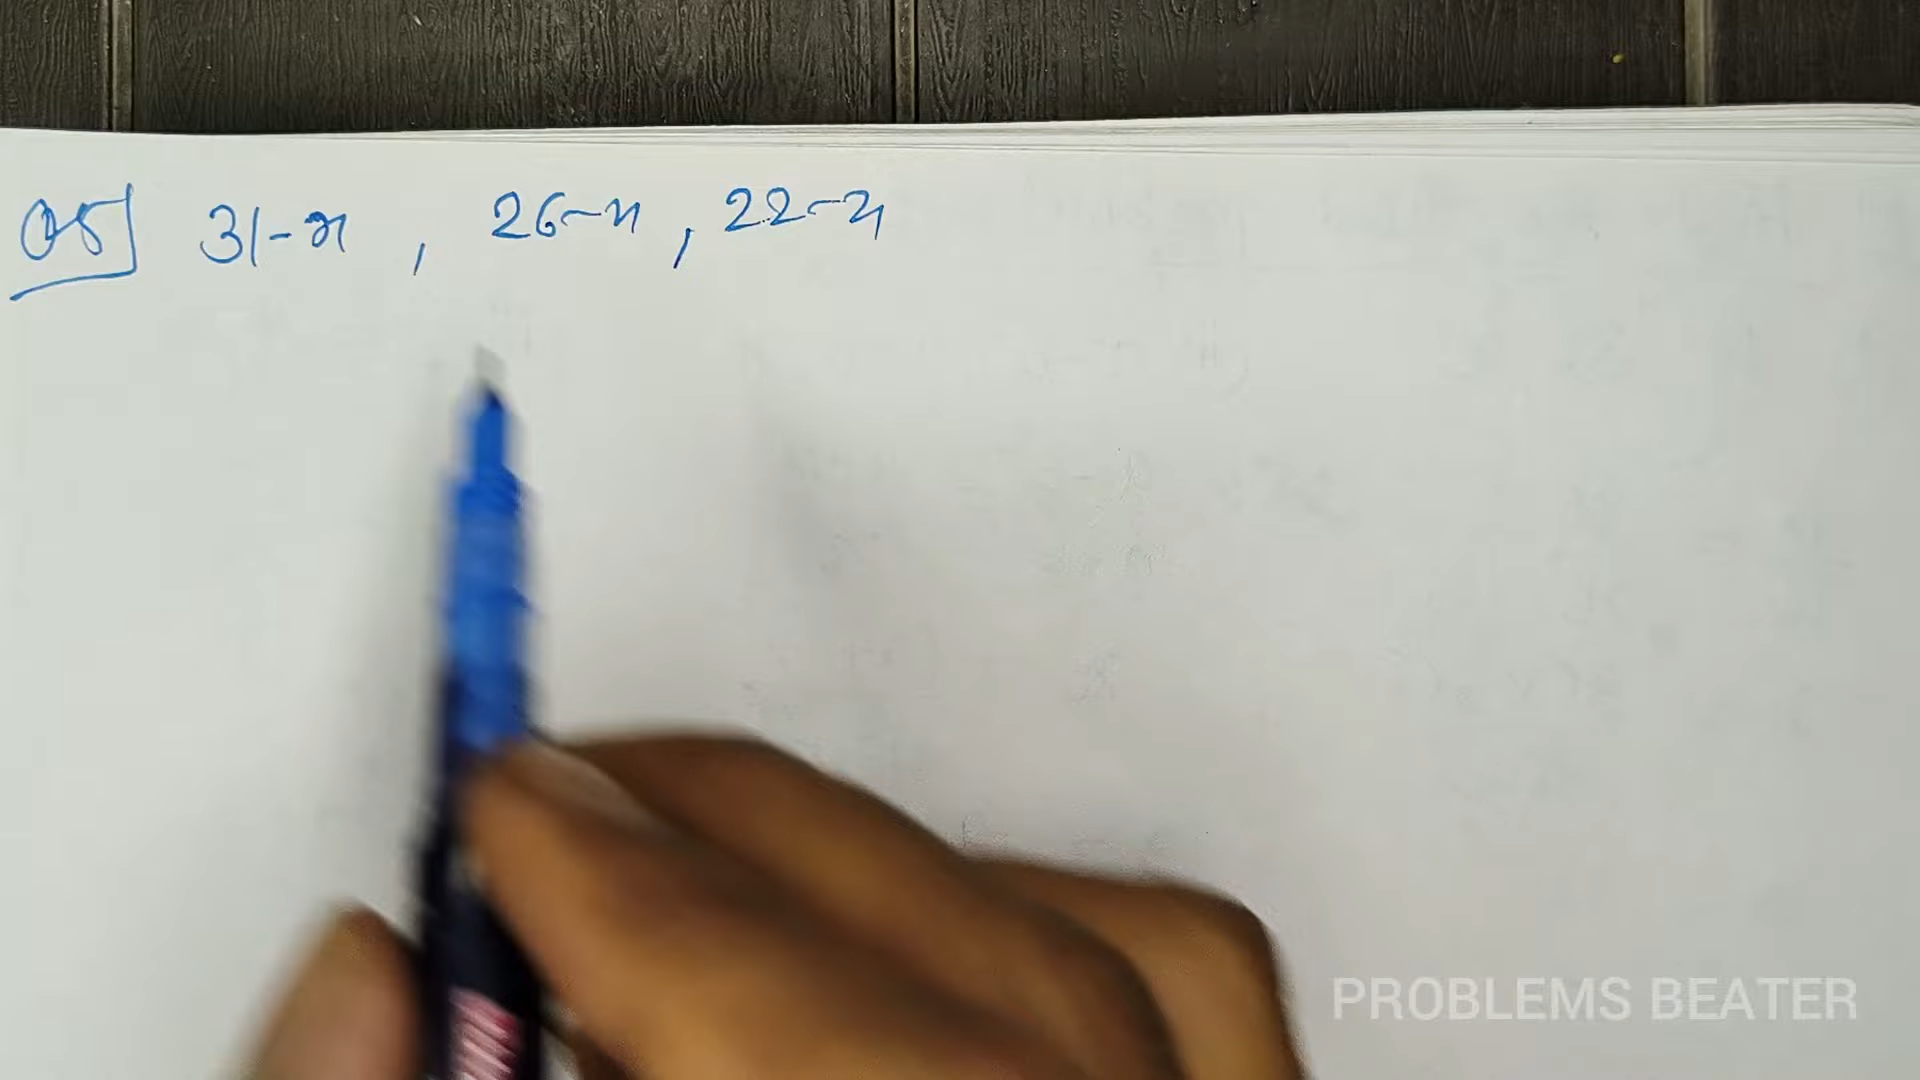 Q5] 31-x , 26-x , 22-x
PROBLEMS BEATER